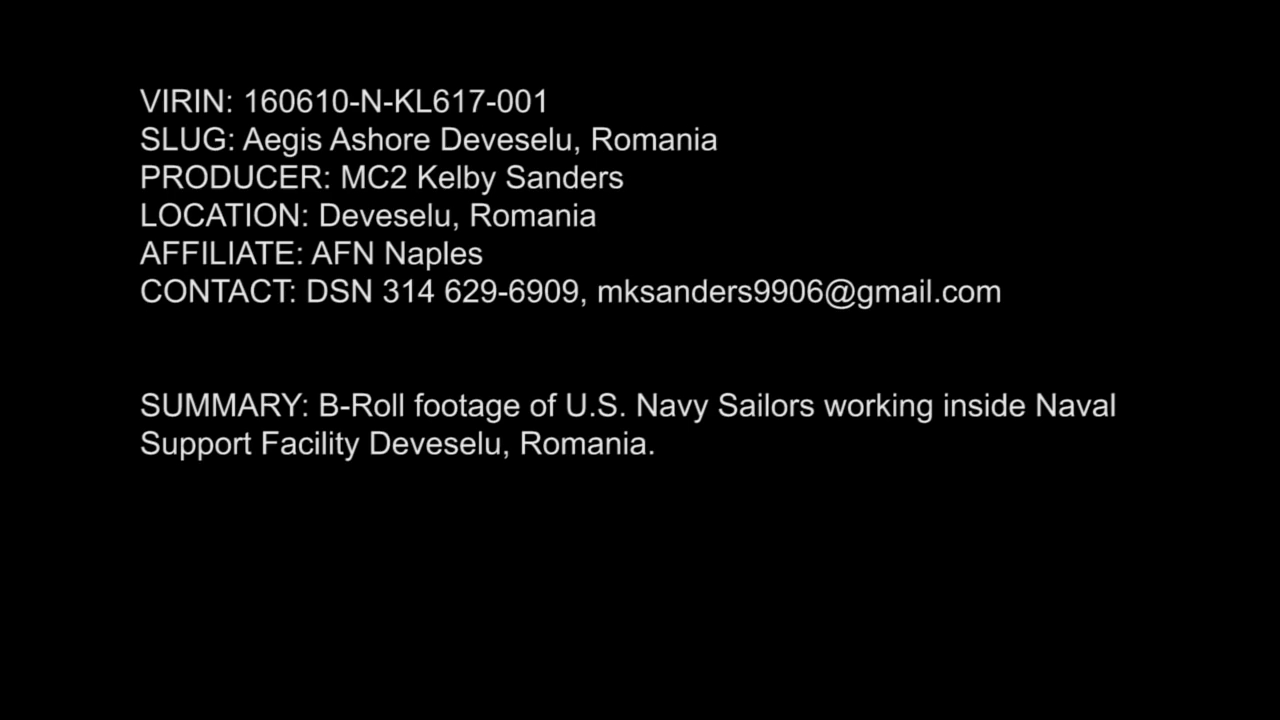 VIRIN: 160610-N-KL617-001
SLUG: Aegis Ashore Deveselu, Romania
PRODUCER: MC2 Kelby Sanders
LOCATION: Deveselu, Romania
AFFILIATE: AFN Naples
CONTACT: DSN 314 629-6909, mksanders9906@gmail.com
SUMMARY: B-Roll footage of U.S. Navy Sailors working inside Naval
Support Facility Deveselu, Romania.